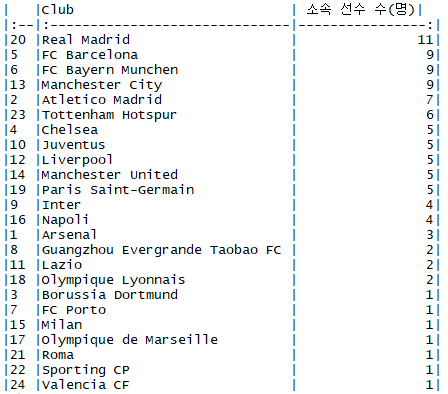 |   |Club                          | 소속 선수 수(명)|
|:--|:-----------------------------|----------------:|
|20 |Real Madrid                   |               11|
|5  |FC Barcelona                  |                9|
|6  |FC Bayern Munchen             |                9|
|13 |Manchester City               |                9|
|2  |Atletico Madrid               |                7|
|23 |Tottenham Hotspur             |                6|
|4  |Chelsea                       |                5|
|10 |Juventus                      |                5|
|12 |Liverpool                     |                5|
|14 |Manchester United             |                5|
|19 |Paris Saint-Germain           |                5|
|9  |Inter                         |                4|
|16 |Napoli                        |                4|
|1  |Arsenal                       |                3|
|8  |Guangzhou Evergrande Taobao FC |                2|
|11 |Lazio                         |                2|
|18 |Olympique Lyonnais            |                2|
|3  |Borussia Dortmund             |                1|
|7  |FC Porto                      |                1|
|15 |Milan                         |                1|
|17 |Olympique de Marseille        |                1|
|21 |Roma                          |                1|
|22 |Sporting CP                   |                1|
|24 |Valencia CF                   |                1|